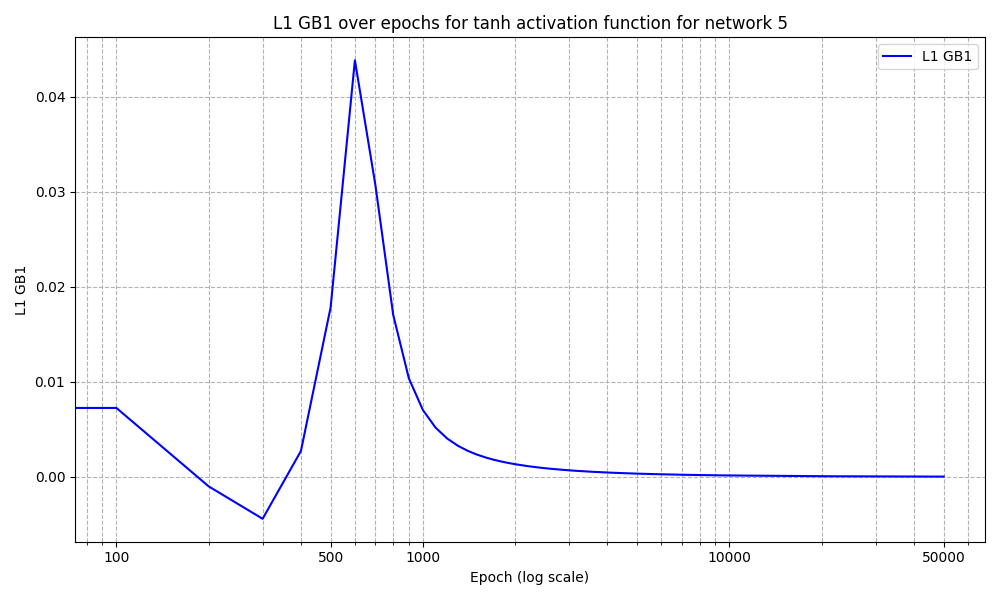 L1 GB1 over epochs for tanh activation function for network 5
L1 GB1
0.04
0.03
0.02
0.01
0.00
L1 GB1
100
500
1000
10000
50000
Epoch (log scale)